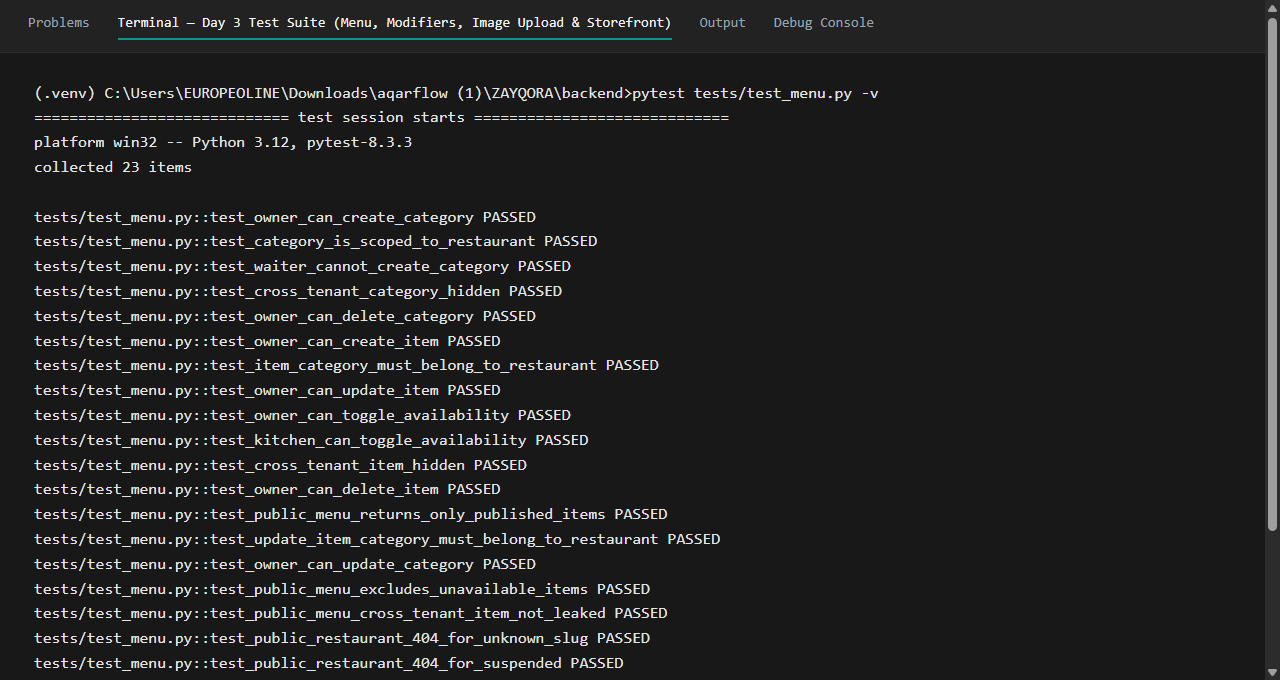 Problems
Terminal — Day 3 Test Suite (Menu, Modifiers, Image Upload & Storefront)
Output
Debug Console
(.venv) C:\Users\EUROPEOLINE\Downloads\aqarflow (1)\ZAYQORA\backend>pytest tests/test_menu.py -v
============================= test session starts =============================
platform win32 -- Python 3.12, pytest-8.3.3
collected 23 items
tests/test_menu.py::test_owner_can_create_category PASSED
tests/test_menu.py::test_category_is_scoped_to_restaurant PASSED
tests/test_menu.py::test_waiter_cannot_create_category PASSED
tests/test_menu.py::test_cross_tenant_category_hidden PASSED
tests/test_menu.py::test_owner_can_delete_category PASSED
tests/test_menu.py::test_owner_can_create_item PASSED
tests/test_menu.py::test_item_category_must_belong_to_restaurant PASSED
tests/test_menu.py::test_owner_can_update_item PASSED
tests/test_menu.py::test_owner_can_toggle_availability PASSED
tests/test_menu.py::test_kitchen_can_toggle_availability PASSED
tests/test_menu.py::test_cross_tenant_item_hidden PASSED
tests/test_menu.py::test_owner_can_delete_item PASSED
tests/test_menu.py::test_public_menu_returns_only_published_items PASSED
tests/test_menu.py::test_update_item_category_must_belong_to_restaurant PASSED
tests/test_menu.py::test_owner_can_update_category PASSED
tests/test_menu.py::test_public_menu_excludes_unavailable_items PASSED
tests/test_menu.py::test_public_menu_cross_tenant_item_not_leaked PASSED
tests/test_menu.py::test_public_restaurant_404_for_unknown_slug PASSED
tests/test_menu.py::test_public_restaurant_404_for_suspended PASSED